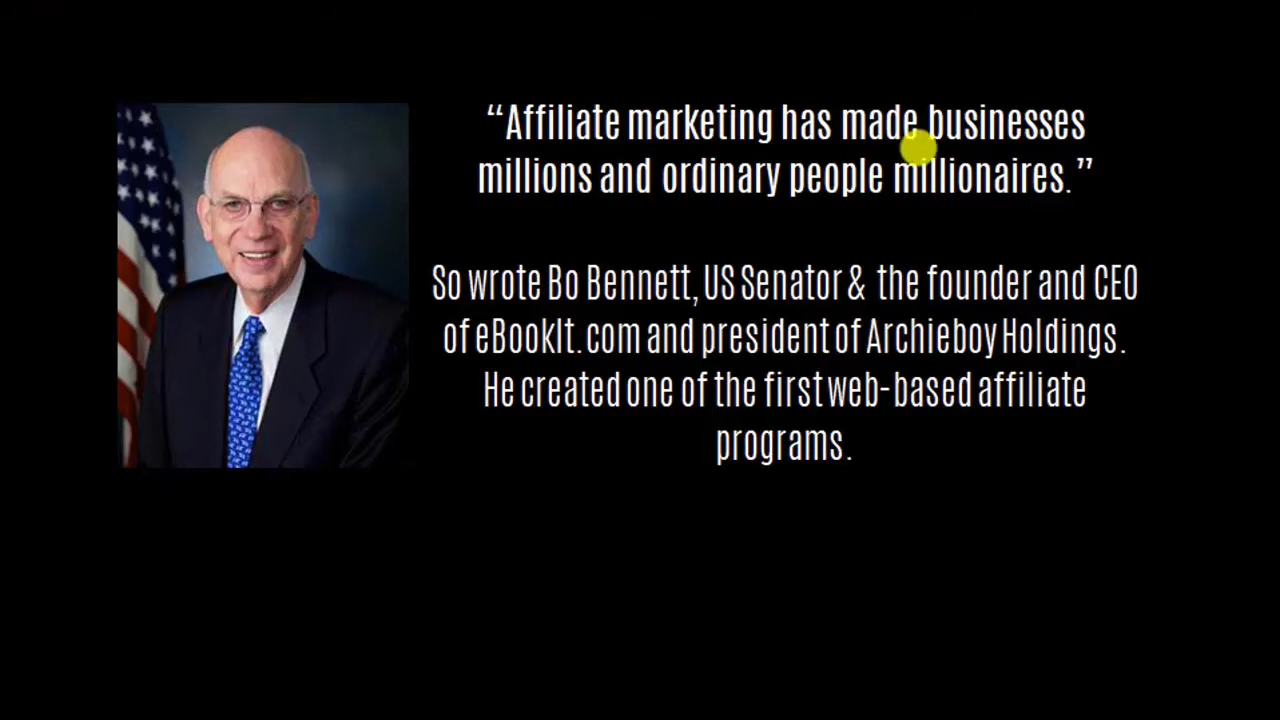 “Affiliate marketing has made businesses
millions and ordinary people millionaires.”
So wrote Bo Bennett, US Senator & the founder and CEO
of eBookIt.com and president of Archieboy Holdings.
He created one of the first web-based affiliate
programs.